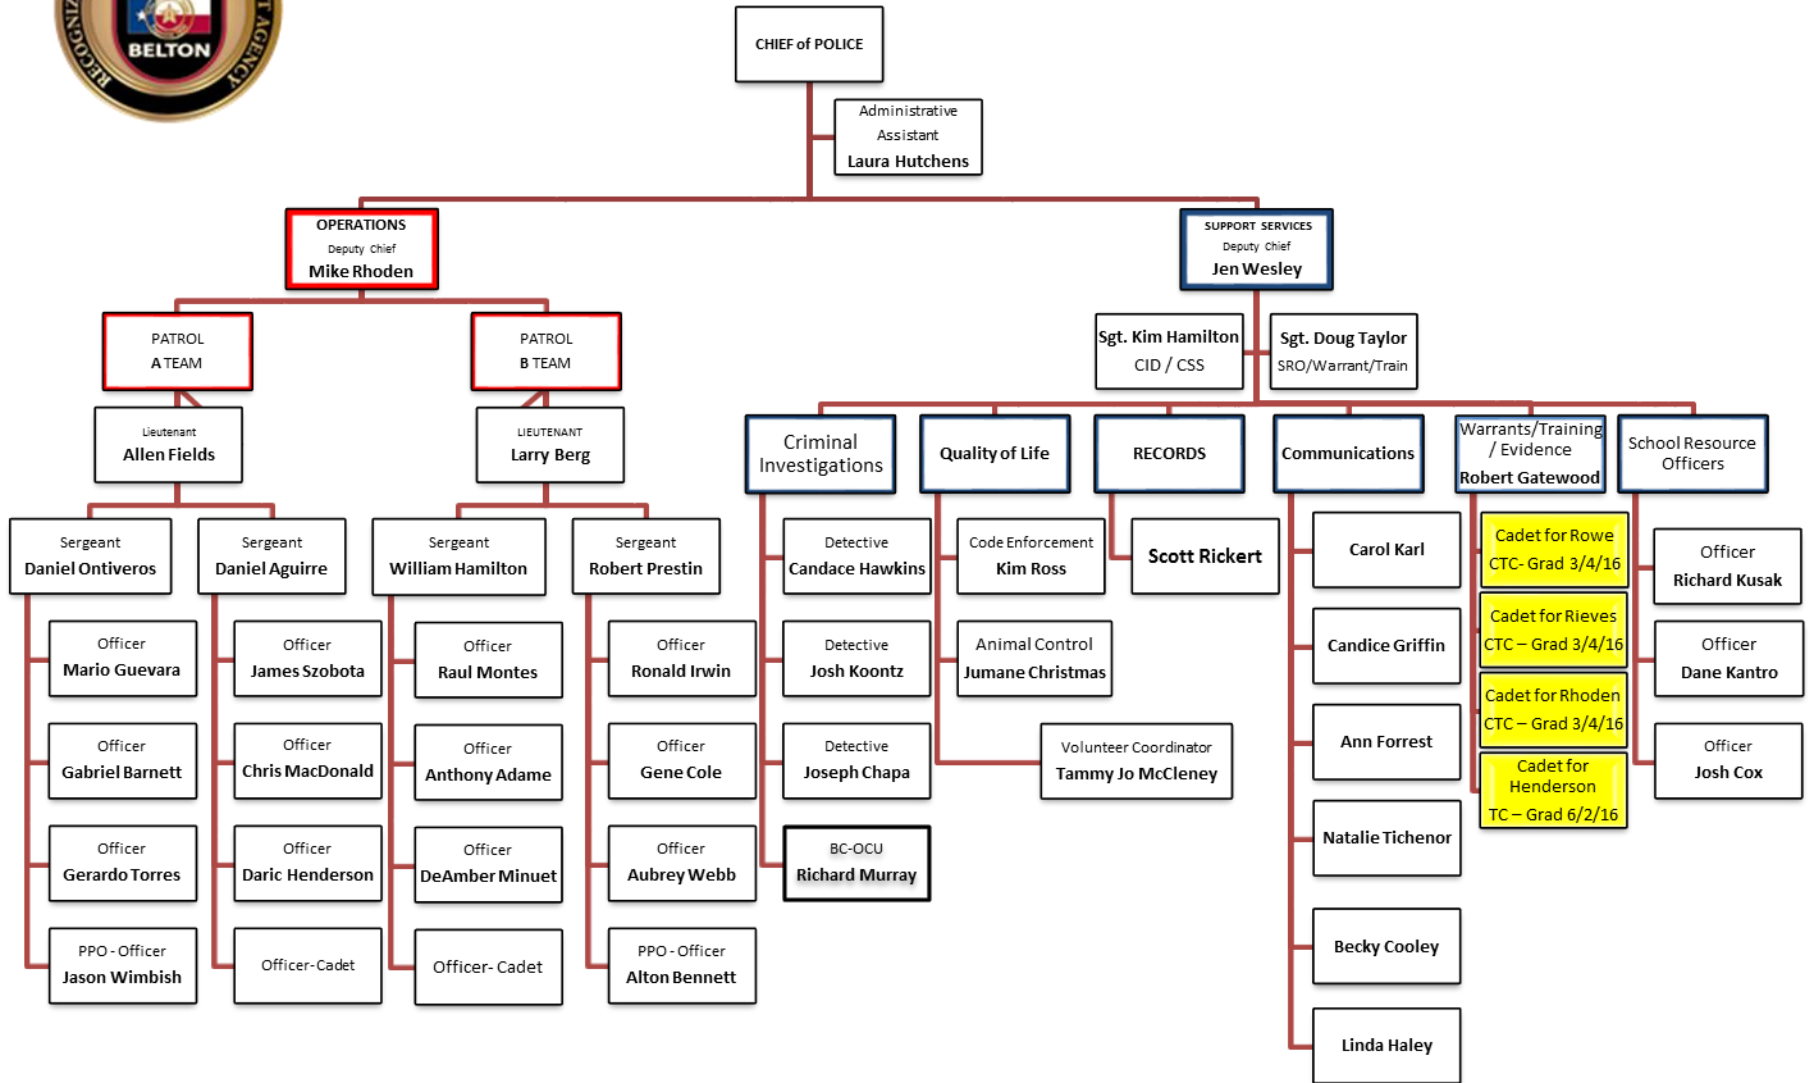 RECOGNIZIN
T AGENCY
BELTON
CHIEF of POLICE
Administrative
Assistant
Laura Hutchens
OPERATIONS
Deputy Chief
Mike Rhoden
SUPPORT SERVICES
Deputy Chief
Jen Wesley
PATROL
A TEAM
PATROL
B TEAM
Sgt. Kim Hamilton
CID / CSS
Sgt. Doug Taylor
SRO/Warrant/Train
Lieutenant
Allen Fields
LIEUTENANT
Larry Berg
Criminal
Investigations
Quality of Life
RECORDS
Communications
Warrants/Training
/ Evidence
Robert Gatewood
School Resource
Officers
Sergeant
Daniel Ontiveros
Sergeant
Daniel Aguirre
Sergeant
William Hamilton
Sergeant
Robert Prestin
Officer
Mario Guevara
Officer
Gabriel Barnett
Officer
Gerardo Torres
PPO - Officer
Jason Wimbish
Officer
James Szobota
Officer
Chris MacDonald
Officer
Daric Henderson
Officer-Cadet
Officer
Raul Montes
Officer
Anthony Adame
Officer
DeAmber Minuet
Officer- Cadet
Officer
Ronald Irwin
Officer
Gene Cole
Officer
Aubrey Webb
PPO - Officer
Alton Bennett
Detective
Candace Hawkins
Detective
Josh Koontz
Detective
Joseph Chapa
BC-OCU
Richard Murray
Code Enforcement
Kim Ross
Animal Control
Jumane Christmas
Volunteer Coordinator
Tammy Jo McCleney
Scott Rickert
Carol Karl
Candice Griffin
Ann Forrest
Natalie Tichenor
Becky Cooley
Linda Haley
Cadet for Rowe
CTC- Grad 3/4/16
Cadet for Rieves
CTC – Grad 3/4/16
Cadet for Rhoden
CTC – Grad 3/4/16
Cadet for
Henderson
TC – Grad 6/2/16
Officer
Richard Kusak
Officer
Dane Kantro
Officer
Josh Cox